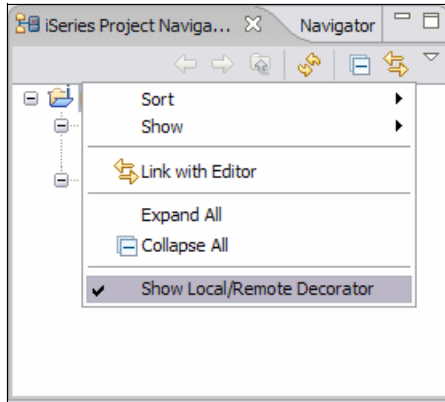 iSeries Project Naviga... Navigator
Sort
Show
Link with Editor
Expand All
Collapse All
Show Local/Remote Decorator